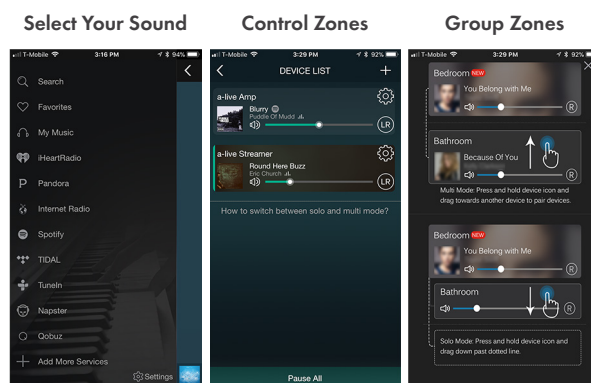 Select Your Sound
Control Zones
Group Zones
T-Mobile
3:16 PM
94%
Search
Favorites
My Music
iHeartRadio
Pandora
Internet Radio
Spotify
TIDAL
TuneIn
Napster
Qobuz
Add More Services
Settings
T-Mobile
3:29 PM
92%
DEVICE LIST
a-live Amp
Blurry
Puddle Of Mudd
LR
a-live Streamer
Round Here Buzz
Eric Church
LR
How to switch between solo and multi mode?
Pause All
T-Mobile
3:29 PM
92%
Bedroom NEW
You Belong with Me
R
Bathroom
Because Of You
R
Multi Mode: Press and hold device icon and
drag towards another device to pair devices.
Bedroom NEW
You Belong with Me
R
Bathroom
R
Solo Mode: Press and hold device icon and
drag down past dotted line.